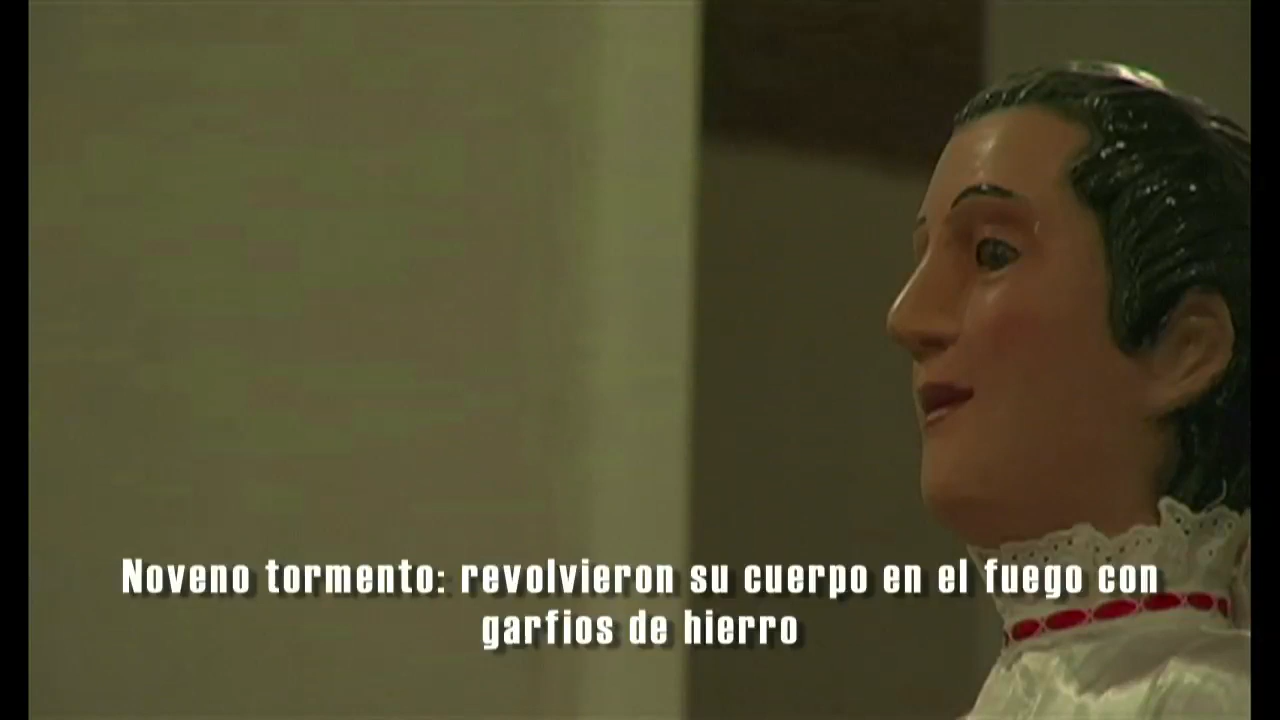 Noveno tormento: revolvieron su cuerpo en el fuego con
garfios de hierro